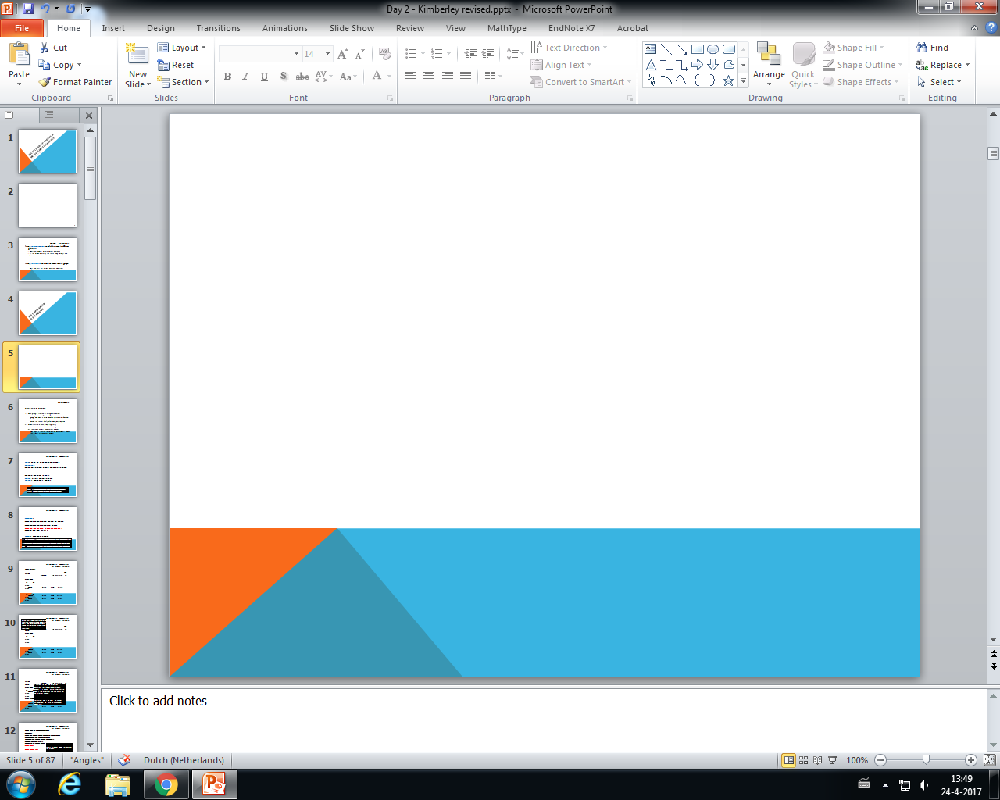 Day 2 - Kimberley revised.pptx - Microsoft PowerPoint
File Home Insert Design Transitions Animations Slide Show Review View MathType EndNote X7 Acrobat
Paste
Cut
Copy
Format Painter
Clipboard
New Slide
Layout
Reset
Section
Slides
14
Font
Text Direction
Align Text
Convert to SmartArt
Paragraph
Arrange
Quick Styles
Shape Fill
Shape Outline
Shape Effects
Drawing
Find
Replace
Select
Editing
1
2
3
4
5
6
7
8
9
10
11
12
Click to add notes
Slide 5 of 87 "Angles" Dutch (Netherlands) 100%
13:49
24-4-2017